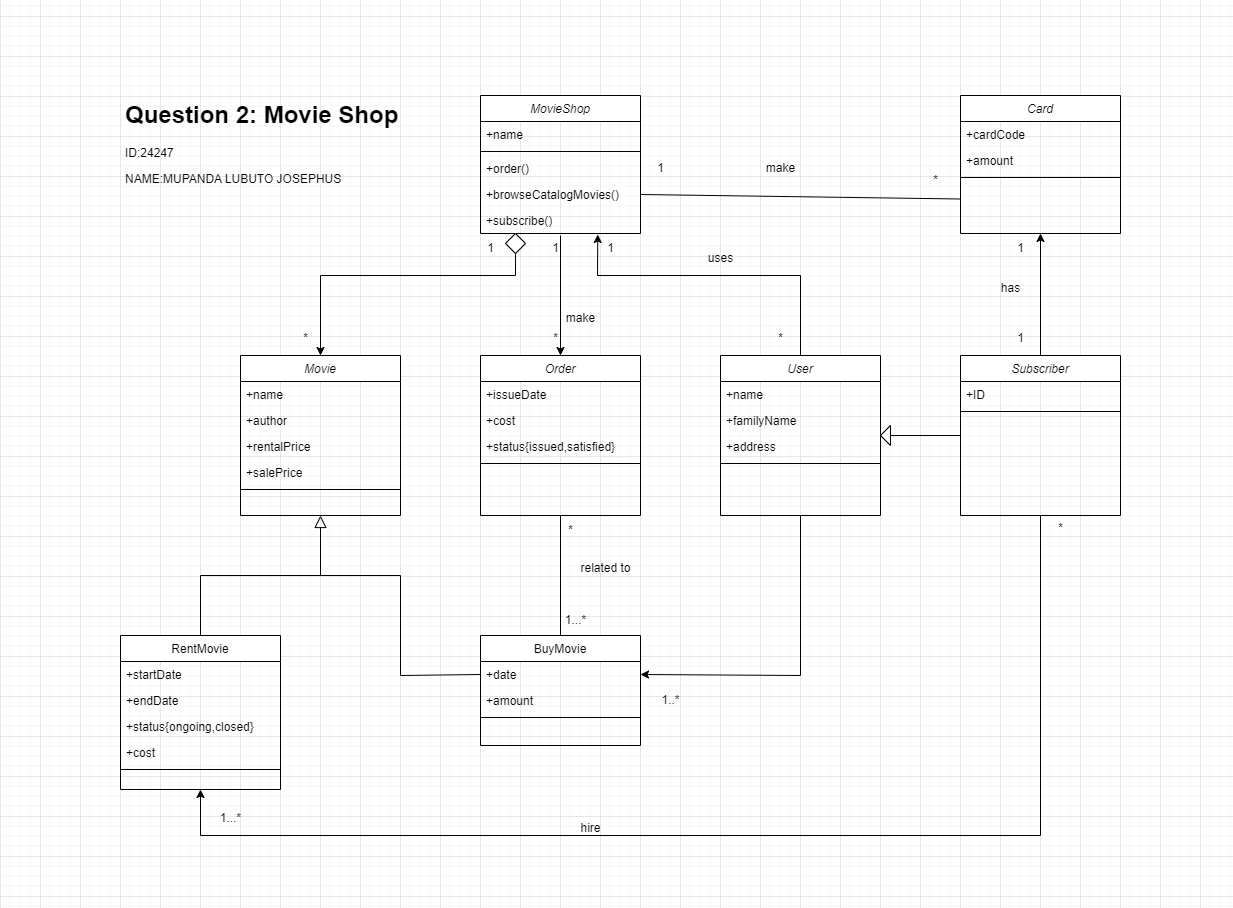 Question 2: Movie Shop
ID:24247
NAME:MUPANDA LUBUTO JOSEPHUS
MovieShop
+name
+order()
+browseCatalogMovies()
+subscribe()
Card
+cardCode
+amount
1
make
*
1
1
1
uses
1
has
make
*
*
*
1
Movie
+name
+author
+rentalPrice
+salePrice
Order
+issueDate
+cost
+status{issued,satisfied}
User
+name
+familyName
+address
Subscriber
+ID
*
*
related to
1...*
RentMovie
+startDate
+endDate
+status{ongoing,closed}
+cost
BuyMovie
+date
+amount
1..*
1...*
hire